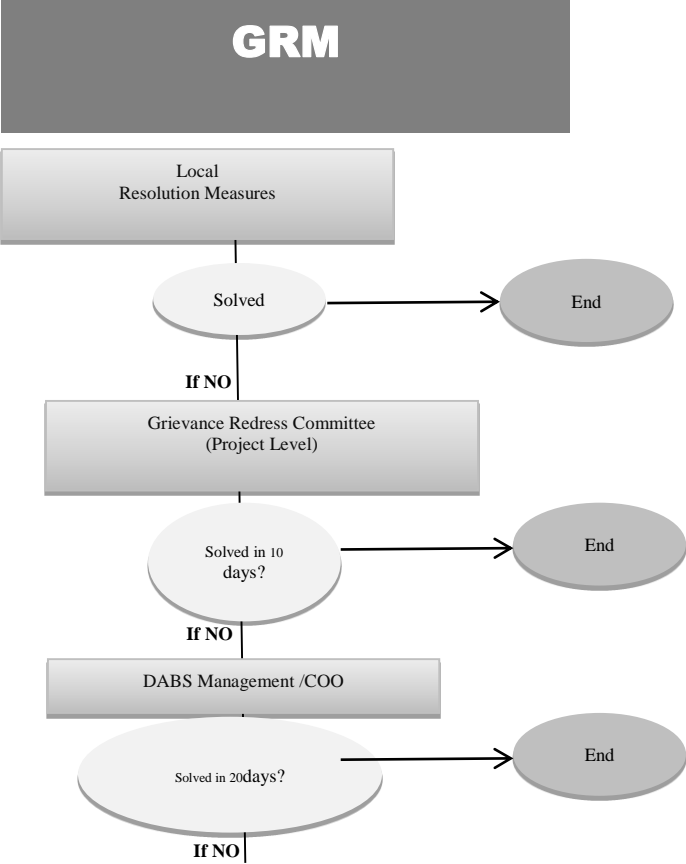 GRM
Local
Resolution Measures
Solved
End
If NO
Grievance Redress Committee
(Project Level)
Solved in 10
days?
End
If NO
DABS Management /COO
Solved in 20days?
End
If NO